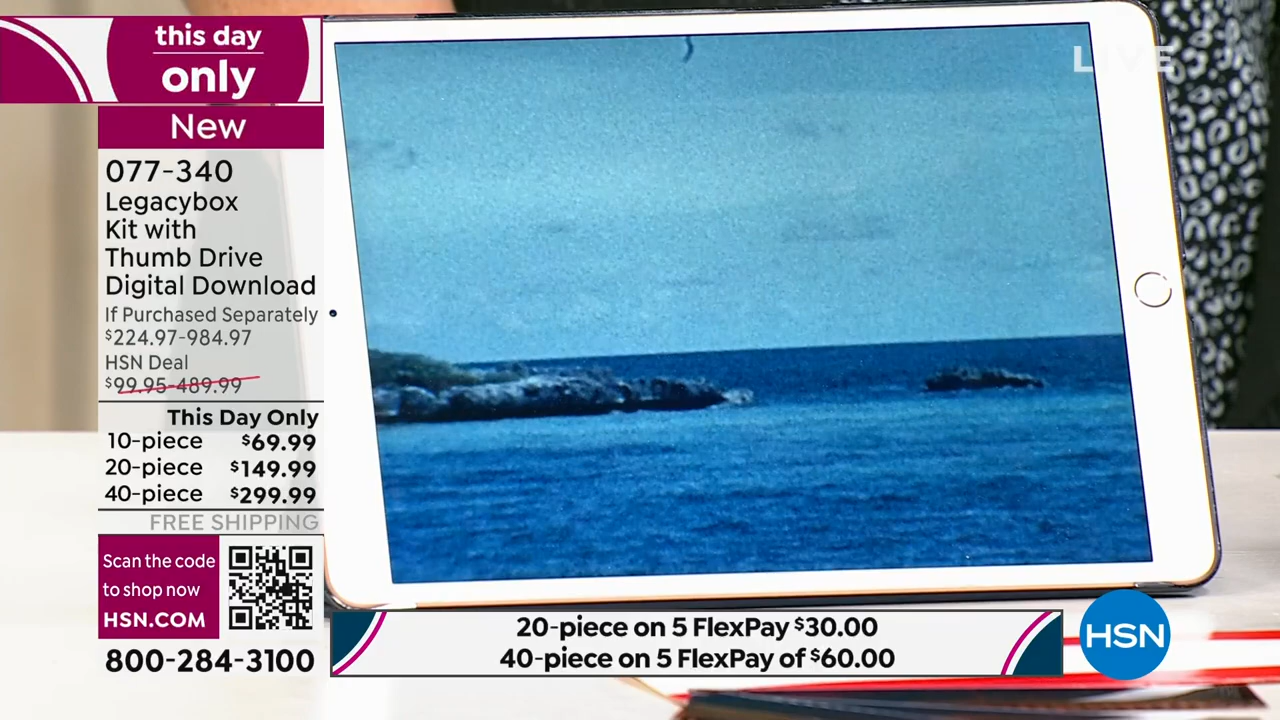 this day
only
New
077-340
Legacybox
Kit with
Thumb Drive
Digital Download
If Purchased Separately
$224.97-984.97
HSN Deal
$99.95-489.99
This Day Only
10-piece $69.99
20-piece $149.99
40-piece $299.99
FREE SHIPPING
Scan the code
to shop now
HSN.COM
800-284-3100
LIVE
20-piece on 5 FlexPay $30.00
40-piece on 5 FlexPay of $60.00
HSN